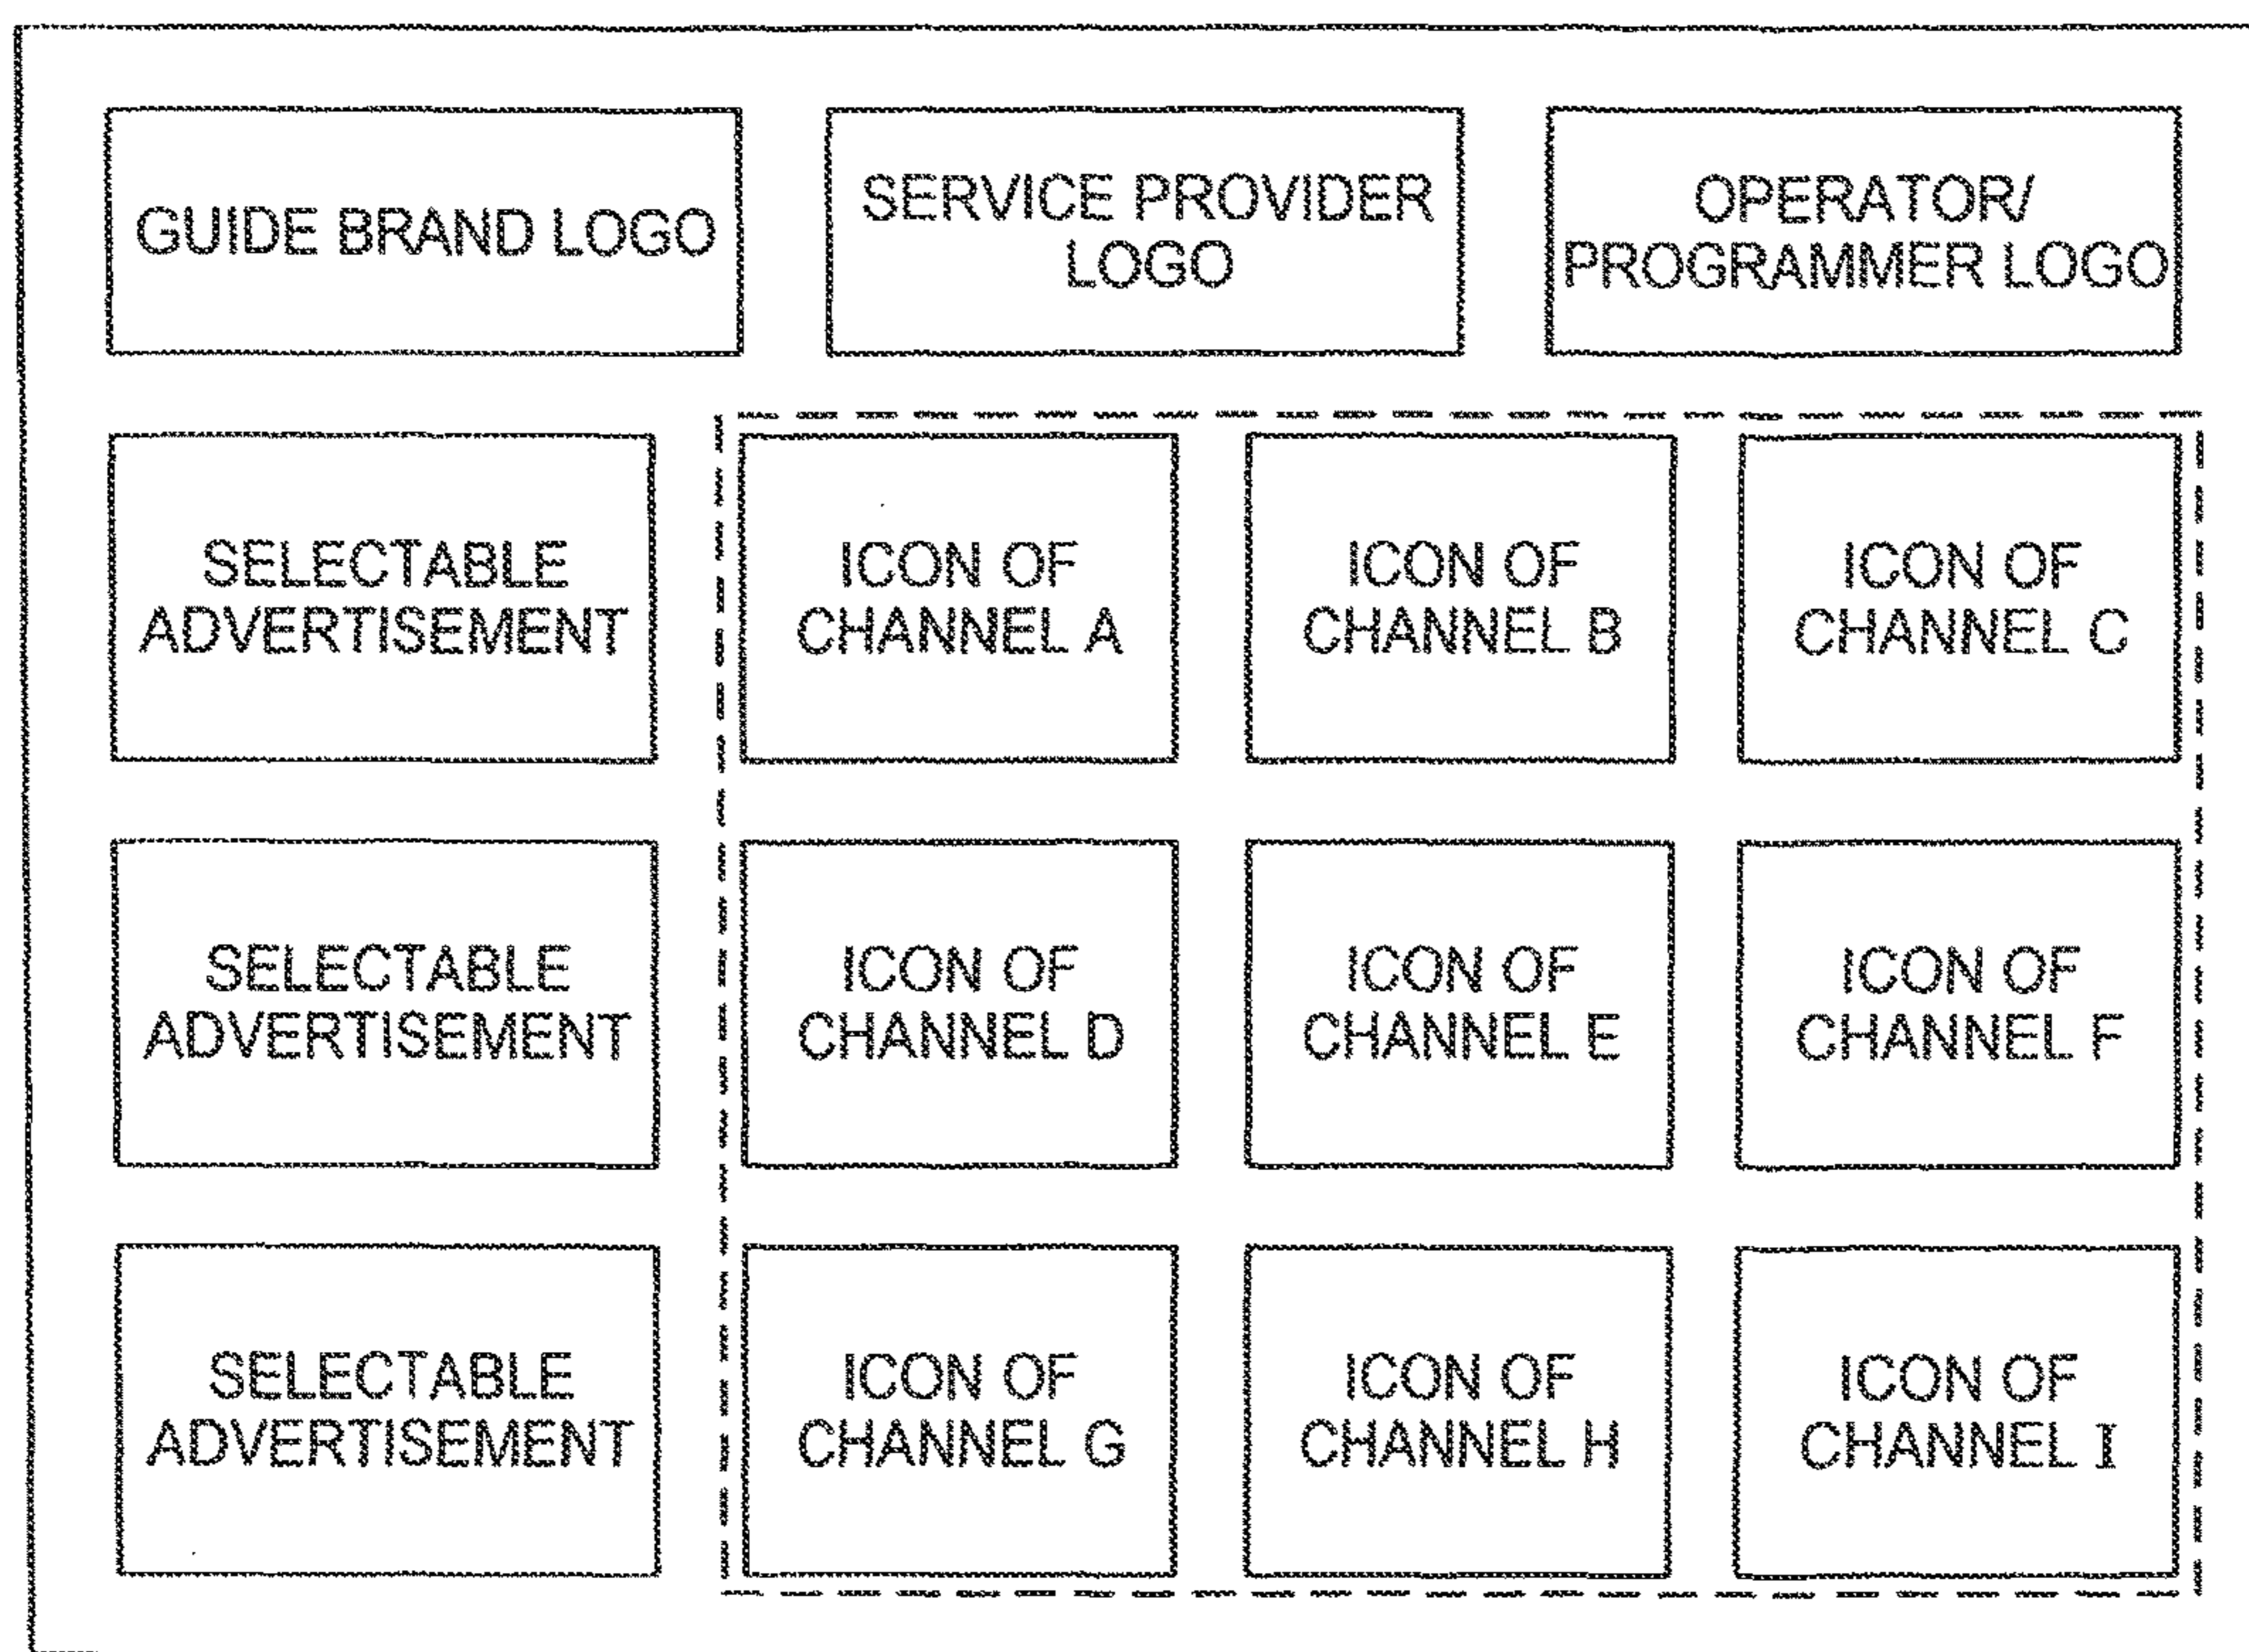 GUIDE BRAND LOGO
SERVICE PROVIDER
LOGO
OPERATOR/
PROGRAMMER LOGO
SELECTABLE
ADVERTISEMENT
ICON OF
CHANNEL A
ICON OF
CHANNEL B
ICON OF
CHANNEL C
SELECTABLE
ADVERTISEMENT
ICON OF
CHANNEL D
ICON OF
CHANNEL E
ICON OF
CHANNEL F
SELECTABLE
ADVERTISEMENT
ICON OF
CHANNEL G
ICON OF
CHANNEL H
ICON OF
CHANNEL I